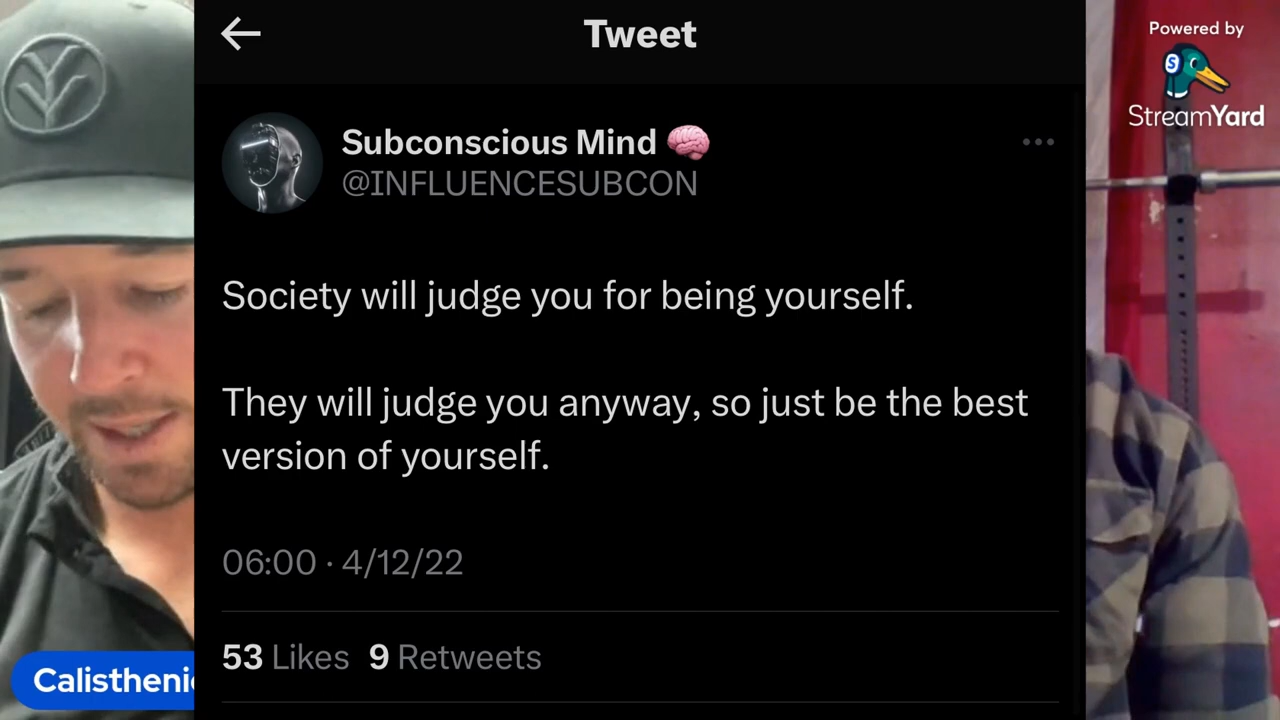 Tweet
Powered by
StreamYard
Subconscious Mind 🧠
@INFLUENCESUBCON
Society will judge you for being yourself.
They will judge you anyway, so just be the best
version of yourself.
06:00 · 4/12/22
53 Likes 9 Retweets
Calistheni